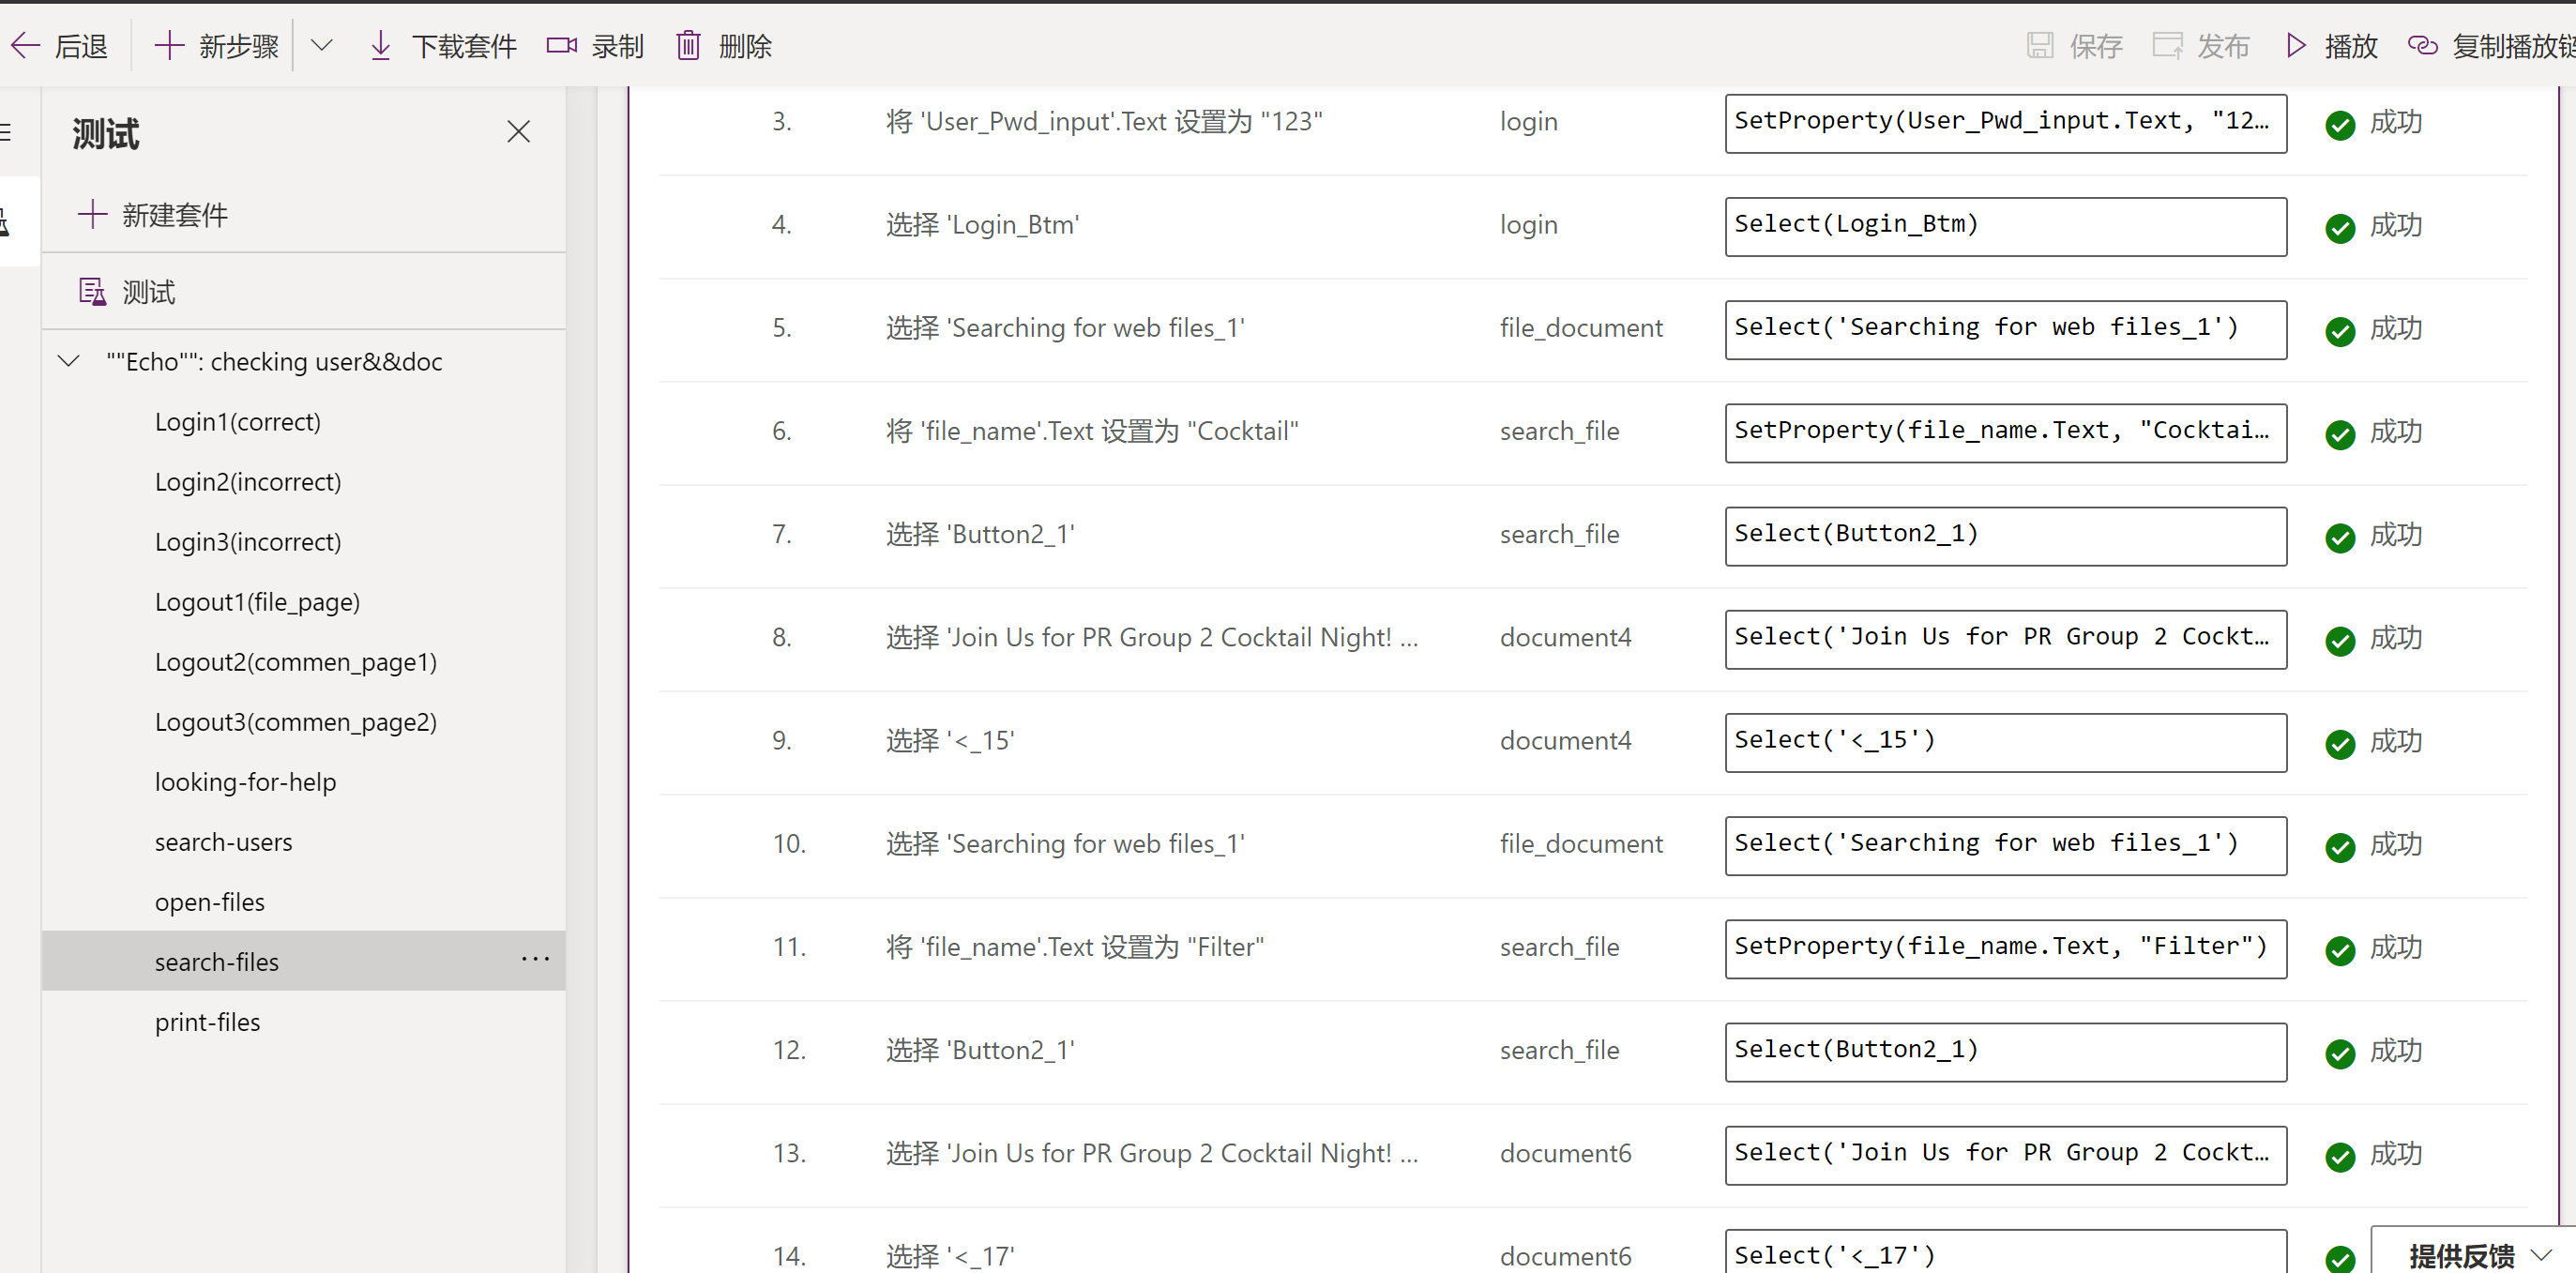 后退 新步骤 下载套件 录制 删除 保存 发布 播放 复制播放链
测试
新建套件
测试
""Echo"": checking user&&doc
Login1(correct)
Login2(incorrect)
Login3(incorrect)
Logout1(file_page)
Logout2(commen_page1)
Logout3(commen_page2)
looking-for-help
search-users
open-files
search-files ...
print-files
3. 将 'User_Pwd_input'.Text 设置为 "123" login SetProperty(User_Pwd_input.Text, "12… 成功
4. 选择 'Login_Btm' login Select(Login_Btm) 成功
5. 选择 'Searching for web files_1' file_document Select('Searching for web files_1') 成功
6. 将 'file_name'.Text 设置为 "Cocktail" search_file SetProperty(file_name.Text, "Cocktai… 成功
7. 选择 'Button2_1' search_file Select(Button2_1) 成功
8. 选择 'Join Us for PR Group 2 Cocktail Night! ... document4 Select('Join Us for PR Group 2 Cockt… 成功
9. 选择 '<_15' document4 Select('<_15') 成功
10. 选择 'Searching for web files_1' file_document Select('Searching for web files_1') 成功
11. 将 'file_name'.Text 设置为 "Filter" search_file SetProperty(file_name.Text, "Filter") 成功
12. 选择 'Button2_1' search_file Select(Button2_1) 成功
13. 选择 'Join Us for PR Group 2 Cocktail Night! ... document6 Select('Join Us for PR Group 2 Cockt… 成功
14. 选择 '<_17' document6 Select('<_17')
提供反馈